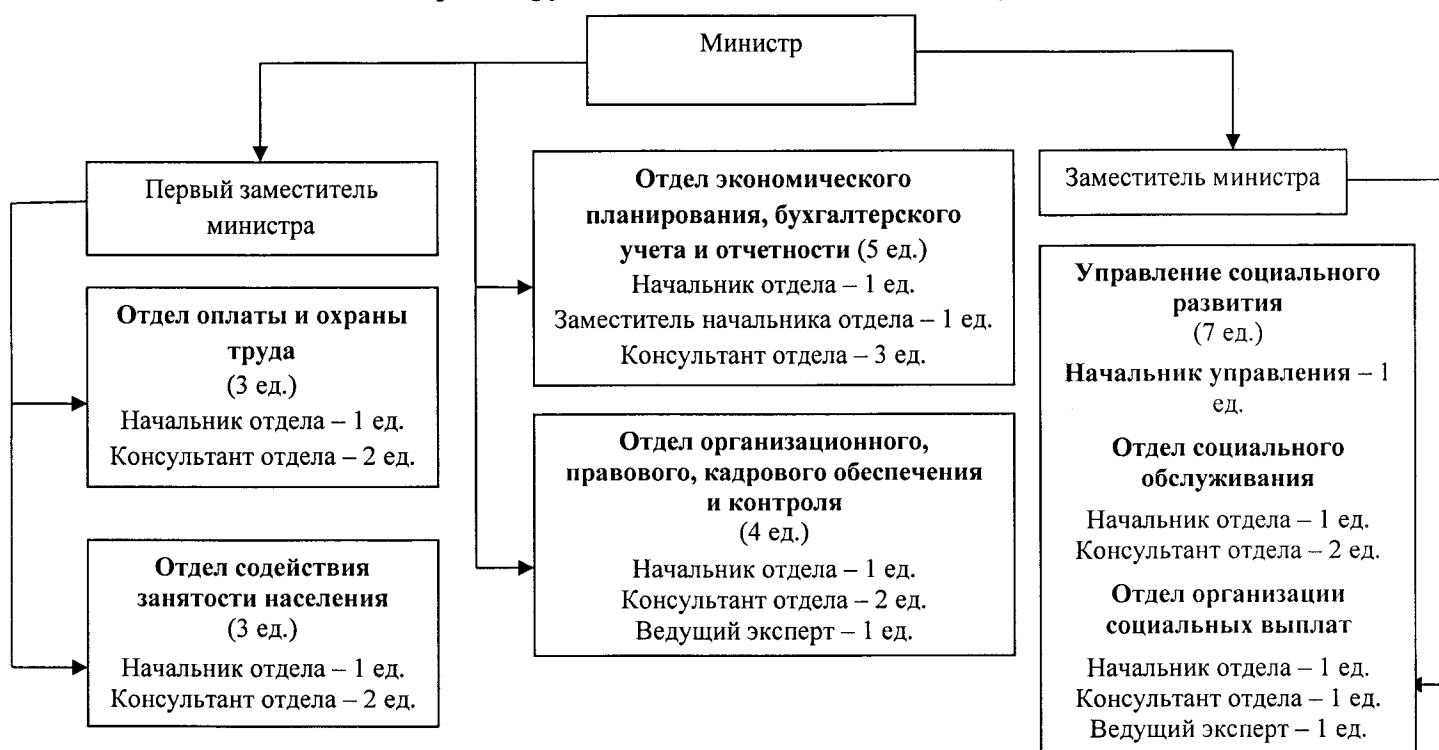 Министр
Первый заместитель
министра
Отдел оплаты и охраны
труда
(3 ед.)
Начальник отдела – 1 ед.
Консультант отдела – 2 ед.
Отдел содействия
занятости населения
(3 ед.)
Начальник отдела – 1 ед.
Консультант отдела – 2 ед.
Отдел экономического
планирования, бухгалтерского
учета и отчетности (5 ед.)
Начальник отдела – 1 ед.
Заместитель начальника отдела – 1 ед.
Консультант отдела – 3 ед.
Отдел организационного,
правового, кадрового обеспечения
и контроля
(4 ед.)
Начальник отдела – 1 ед.
Консультант отдела – 2 ед.
Ведущий эксперт – 1 ед.
Заместитель министра
Управление социального
развития
(7 ед.)
Начальник управления – 1
ед.
Отдел социального
обслуживания
Начальник отдела – 1 ед.
Консультант отдела – 2 ед.
Отдел организации
социальных выплат
Начальник отдела – 1 ед.
Консультант отдела – 1 ед.
Ведущий эксперт – 1 ед.